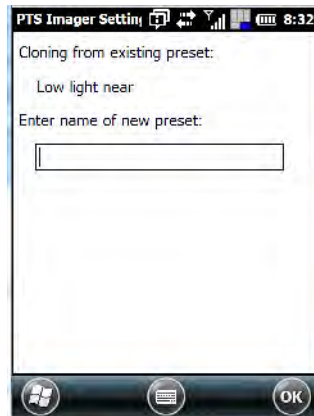 PTS Imager Settin 8:32
Cloning from existing preset:
Low light near
Enter name of new preset:
OK